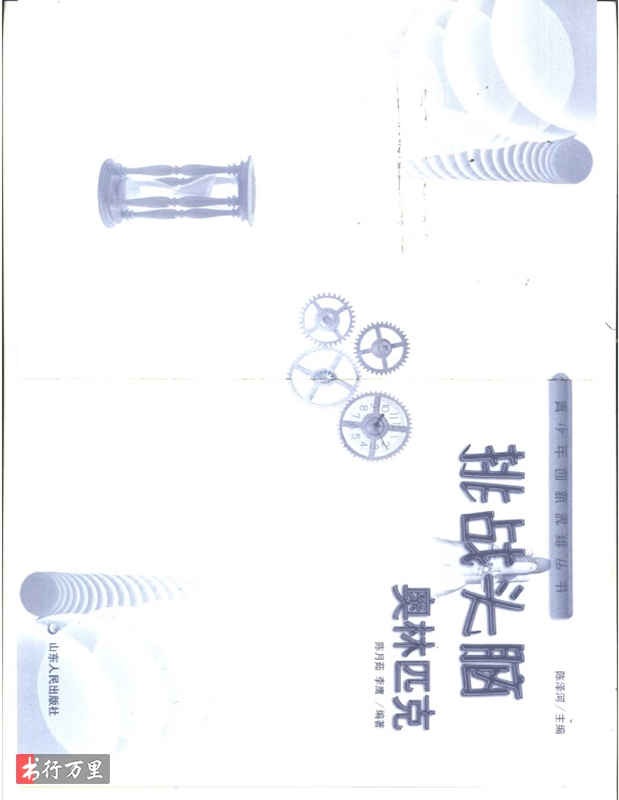 青少年创新思维丛书
陈泽河/主编
挑战头脑
奥林匹克
陈月茹 李鹰/编著
山东人民出版社
书行万里